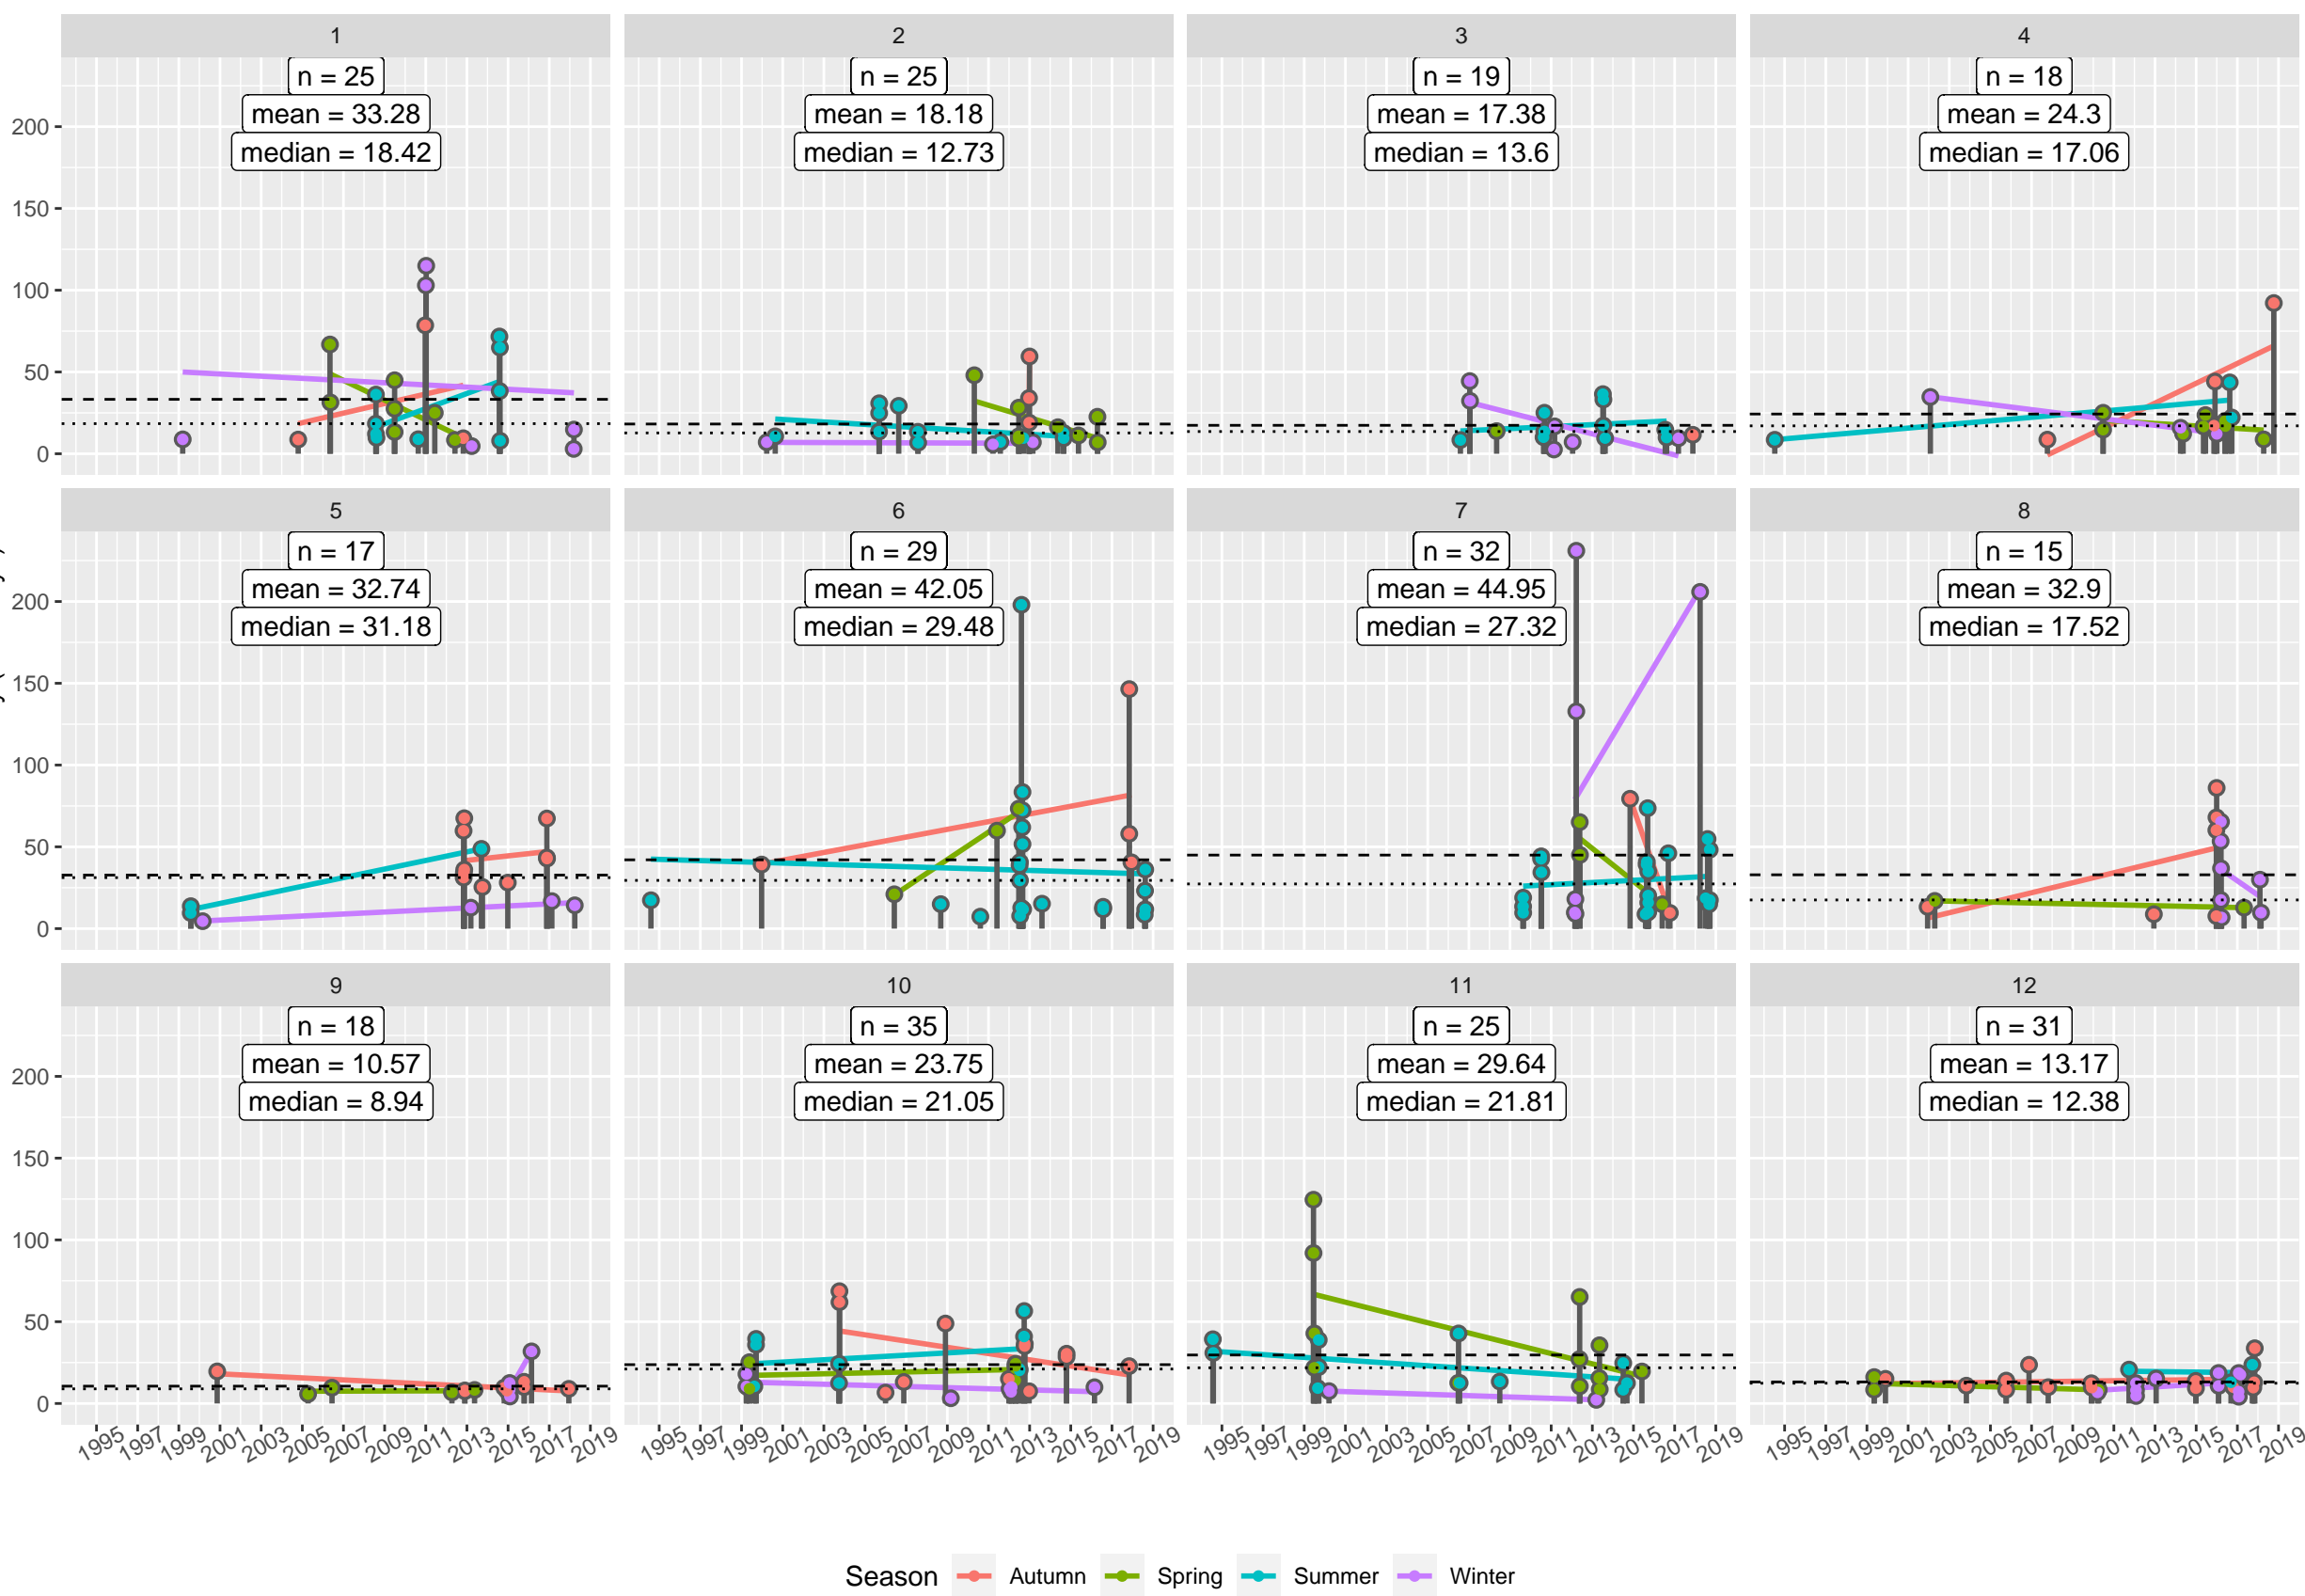 1 2 3 4
n = 25 n = 25 n = 19 n = 18
mean = 33.28 mean = 18.18 mean = 17.38 mean = 24.3
median = 18.42 median = 12.73 median = 13.6 median = 17.06
200
150
100
50
0
5 6 7 8
n = 17 n = 29 n = 32 n = 15
mean = 32.74 mean = 42.05 mean = 44.95 mean = 32.9
median = 31.18 median = 29.48 median = 27.32 median = 17.52
200
150
100
50
0
9 10 11 12
n = 18 n = 35 n = 25 n = 31
mean = 10.57 mean = 23.75 mean = 29.64 mean = 13.17
median = 8.94 median = 21.05 median = 21.81 median = 12.38
200
150
100
50
0
1995 1997 1999 2001 2003 2005 2007 2009 2011 2013 2015 2017 2019 1995 1997 1999 2001 2003 2005 2007 2009 2011 2013 2015 2017 2019 1995 1997 1999 2001 2003 2005 2007 2009 2011 2013 2015 2017 2019 1995 1997 1999 2001 2003 2005 2007 2009 2011 2013 2015 2017 2019
Season Autumn Spring Summer Winter